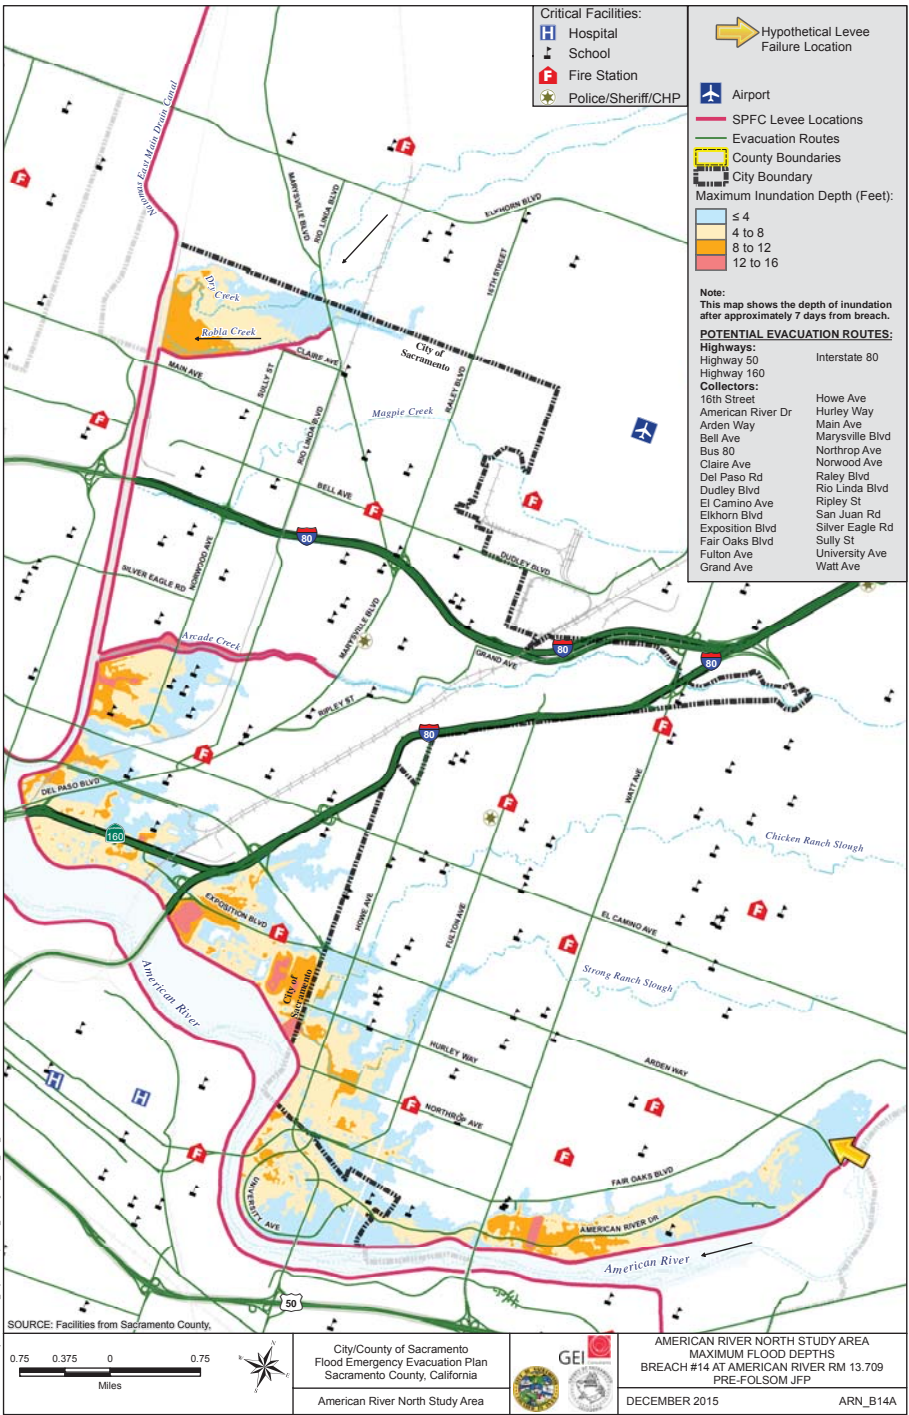 Critical Facilities:
Hospital
School
Fire Station
Police/Sheriff/CHP
Hypothetical Levee
Failure Location
Airport
SPFC Levee Locations
Evacuation Routes
County Boundaries
City Boundary
Maximum Inundation Depth (Feet):
≤ 4
4 to 8
8 to 12
12 to 16
Note:
This map shows the depth of inundation
after approximately 7 days from breach.
POTENTIAL EVACUATION ROUTES:
Highways:
Highway 50
Interstate 80
Highway 160
Collectors:
16th Street
American River Dr
Arden Way
Bell Ave
Bus 80
Claire Ave
Del Paso Rd
Dudley Blvd
El Camino Ave
Elkhorn Blvd
Exposition Blvd
Fair Oaks Blvd
Fulton Ave
Grand Ave
Howe Ave
Hurley Way
Main Ave
Marysville Blvd
Northrop Ave
Norwood Ave
Raley Blvd
Rio Linda Blvd
Ripley St
San Juan Rd
Silver Eagle Rd
Sully St
University Ave
Watt Ave
Natomas East Main Drain Canal
MARYSVILLE BLVD
RIO LINDA BLVD
ELKHORN BLVD
16TH STREET
Dry Creek
Robla Creek
CLAIRE AVE
City of
Sacramento
MAIN AVE
SULLY ST
RIO LINDA BLVD
RALEY BLVD
Magpie Creek
BELL AVE
80
NORWOOD AVE
SILVER EAGLE RD
DUDLEY BLVD
MARYSVILLE BLVD
Arcade Creek
GRAND AVE
80
80
RIPLEY ST
80
DEL PASO BLVD
WATT AVE
160
Chicken Ranch Slough
EXPOSITION BLVD
HOWE AVE
FULTON AVE
EL CAMINO AVE
American River
City of
Sacramento
Strong Ranch Slough
HURLEY WAY
ARDEN WAY
NORTHROP AVE
FAIR OAKS BLVD
UNIVERSITY AVE
AMERICAN RIVER DR
American River
50
SOURCE: Facilities from Sacramento County,
0.75 0.375 0 0.75
Miles
N
E
S
W
City/County of Sacramento
Flood Emergency Evacuation Plan
Sacramento County, California
American River North Study Area
GEI
AMERICAN RIVER NORTH STUDY AREA
MAXIMUM FLOOD DEPTHS
BREACH #14 AT AMERICAN RIVER RM 13.709
PRE-FOLSOM JFP
DECEMBER 2015
ARN_B14A